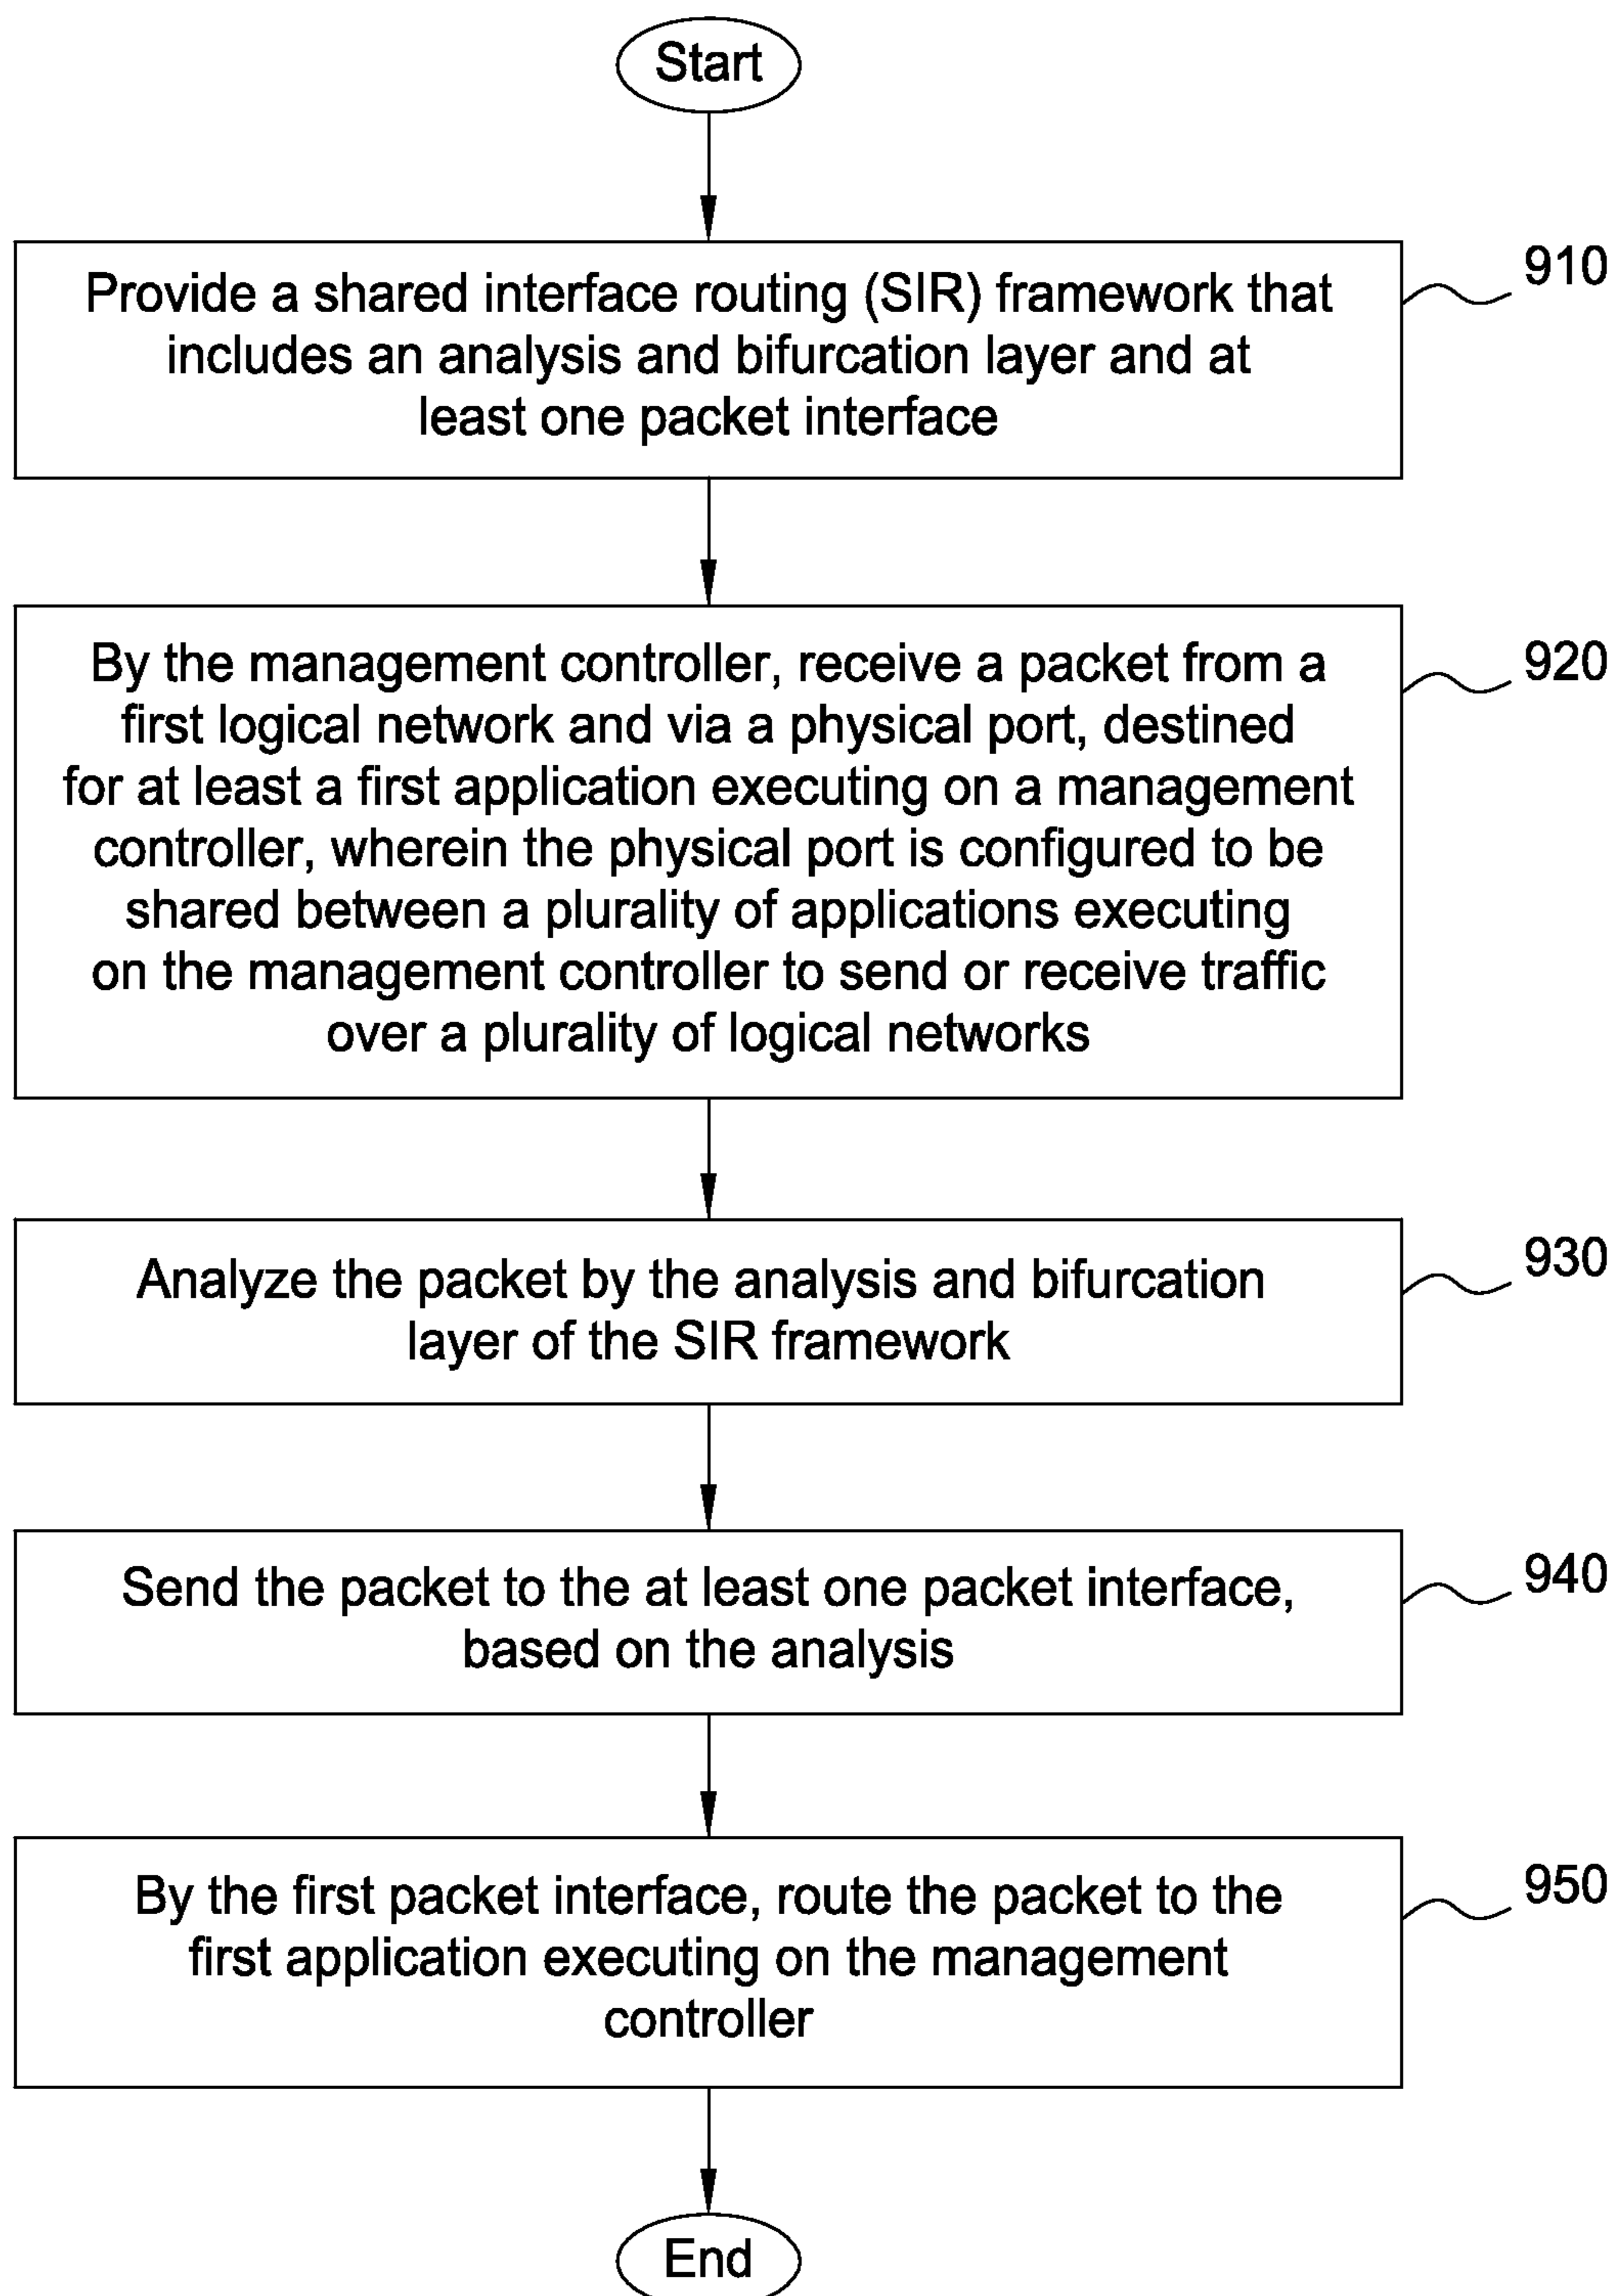 Start
Provide a shared interface routing (SIR) framework that
includes an analysis and bifurcation layer and at
least one packet interface
910
By the management controller, receive a packet from a
first logical network and via a physical port, destined
for at least a first application executing on a management
controller, wherein the physical port is configured to be
shared between a plurality of applications executing
on the management controller to send or receive traffic
over a plurality of logical networks
920
Analyze the packet by the analysis and bifurcation
layer of the SIR framework
930
Send the packet to the at least one packet interface,
based on the analysis
940
By the first packet interface, route the packet to the
first application executing on the management
controller
950
End